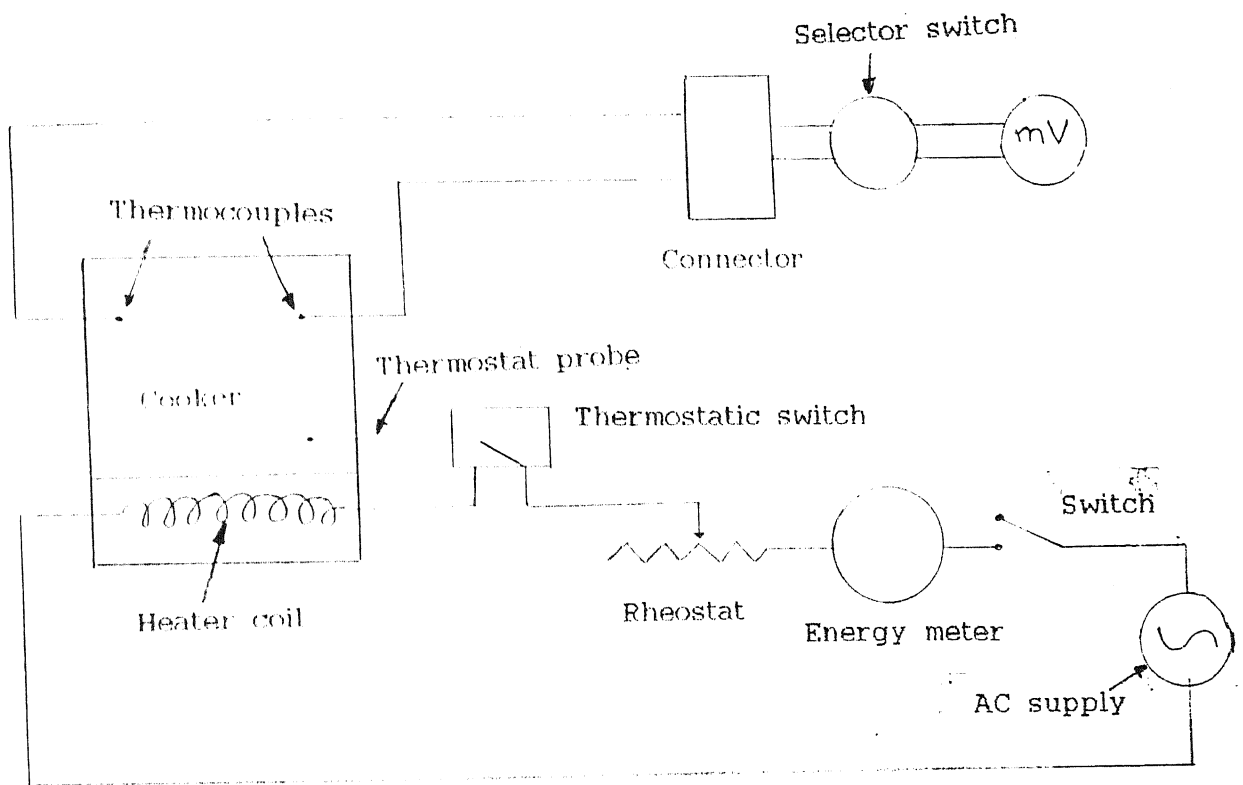 Selector switch
mV
Thermocouples
Connector
Thermostat probe
Cooker
Thermostatic switch
Switch
Heater coil
Rheostat
Energy meter
AC supply